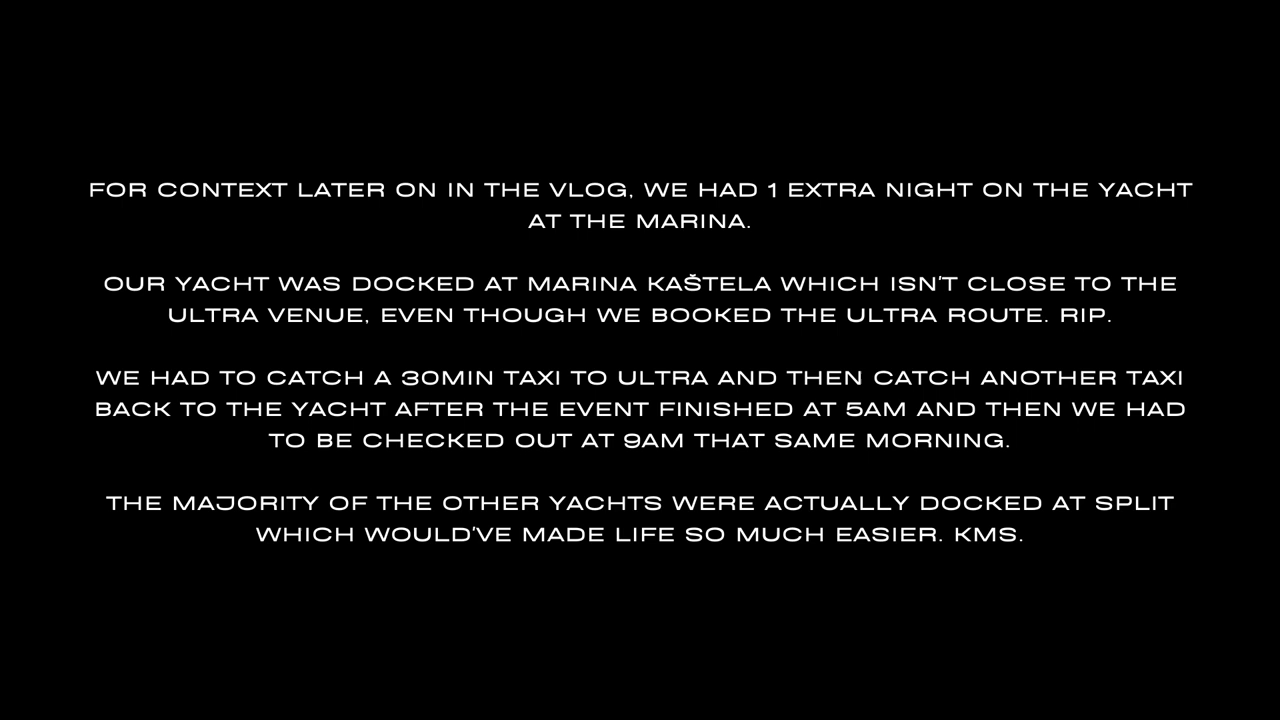 FOR CONTEXT LATER ON IN THE VLOG, WE HAD 1 EXTRA NIGHT ON THE YACHT
AT THE MARINA.
OUR YACHT WAS DOCKED AT MARINA KAŠTELA WHICH ISN'T CLOSE TO THE
ULTRA VENUE, EVEN THOUGH WE BOOKED THE ULTRA ROUTE. RIP.
WE HAD TO CATCH A 30MIN TAXI TO ULTRA AND THEN CATCH ANOTHER TAXI
BACK TO THE YACHT AFTER THE EVENT FINISHED AT 5AM AND THEN WE HAD
TO BE CHECKED OUT AT 9AM THAT SAME MORNING.
THE MAJORITY OF THE OTHER YACHTS WERE ACTUALLY DOCKED AT SPLIT
WHICH WOULD'VE MADE LIFE SO MUCH EASIER. KMS.